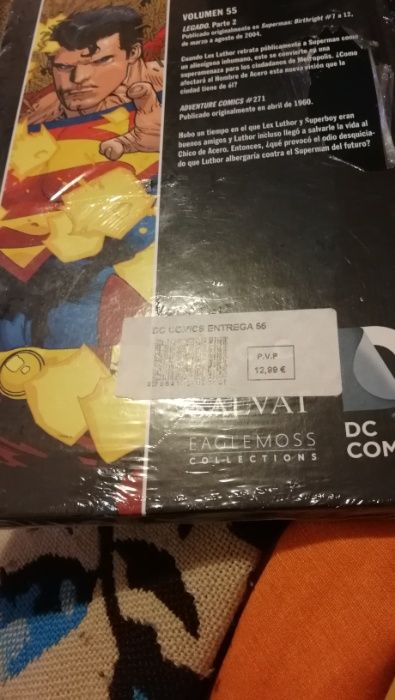 VOLUMEN 55
LEGADO. Parte 2
Publicado originalmente en Superman: Birthright #7 a 12,
de marzo a agosto de 2004.
Cuando Lex Luthor retrata públicamente a Superman como
un alienígena inhumano, este se convierte en una
superamenaza para los ciudadanos de Metropolis. ¿Cómo
afectará al Hombre de Acero esta nueva visión que la
ciudad tiene de él?
ADVENTURE COMICS #271
Publicado originalmente en abril de 1960.
Hubo un tiempo en el que Lex Luthor y Superboy eran
buenos amigos y Luthor incluso llegó a salvarle la vida al
Chico de Acero. Entonces, ¿qué provocó el odio desquicia-
do que Luthor albergaría contra el Superman del futuro?
DC COMICS ENTREGA 56
P.V.P
12,99 €
SALVAT
EAGLEMOSS
COLLECTIONS
DC
COM